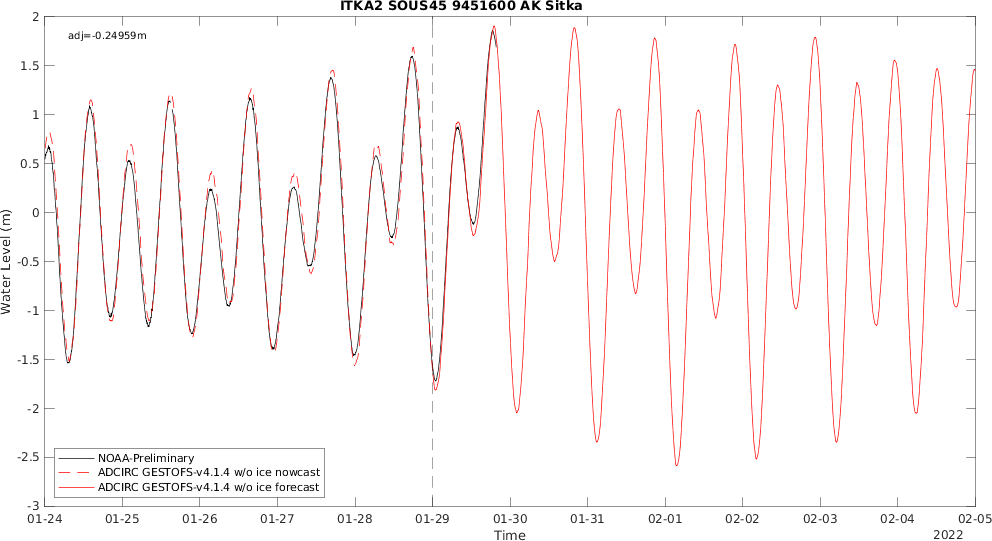 ITKA2 SOUS45 9451600 AK Sitka
adj=-0.24959m
2
1.5
1
0.5
0
-0.5
-1
-1.5
-2
-2.5
-3
Water Level (m)
NOAA-Preliminary
ADCIRC GESTOFS-v4.1.4 w/o ice nowcast
ADCIRC GESTOFS-v4.1.4 w/o ice forecast
01-24 01-25 01-26 01-27 01-28 01-29 01-30 01-31 02-01 02-02 02-03 02-04 02-05
Time
2022